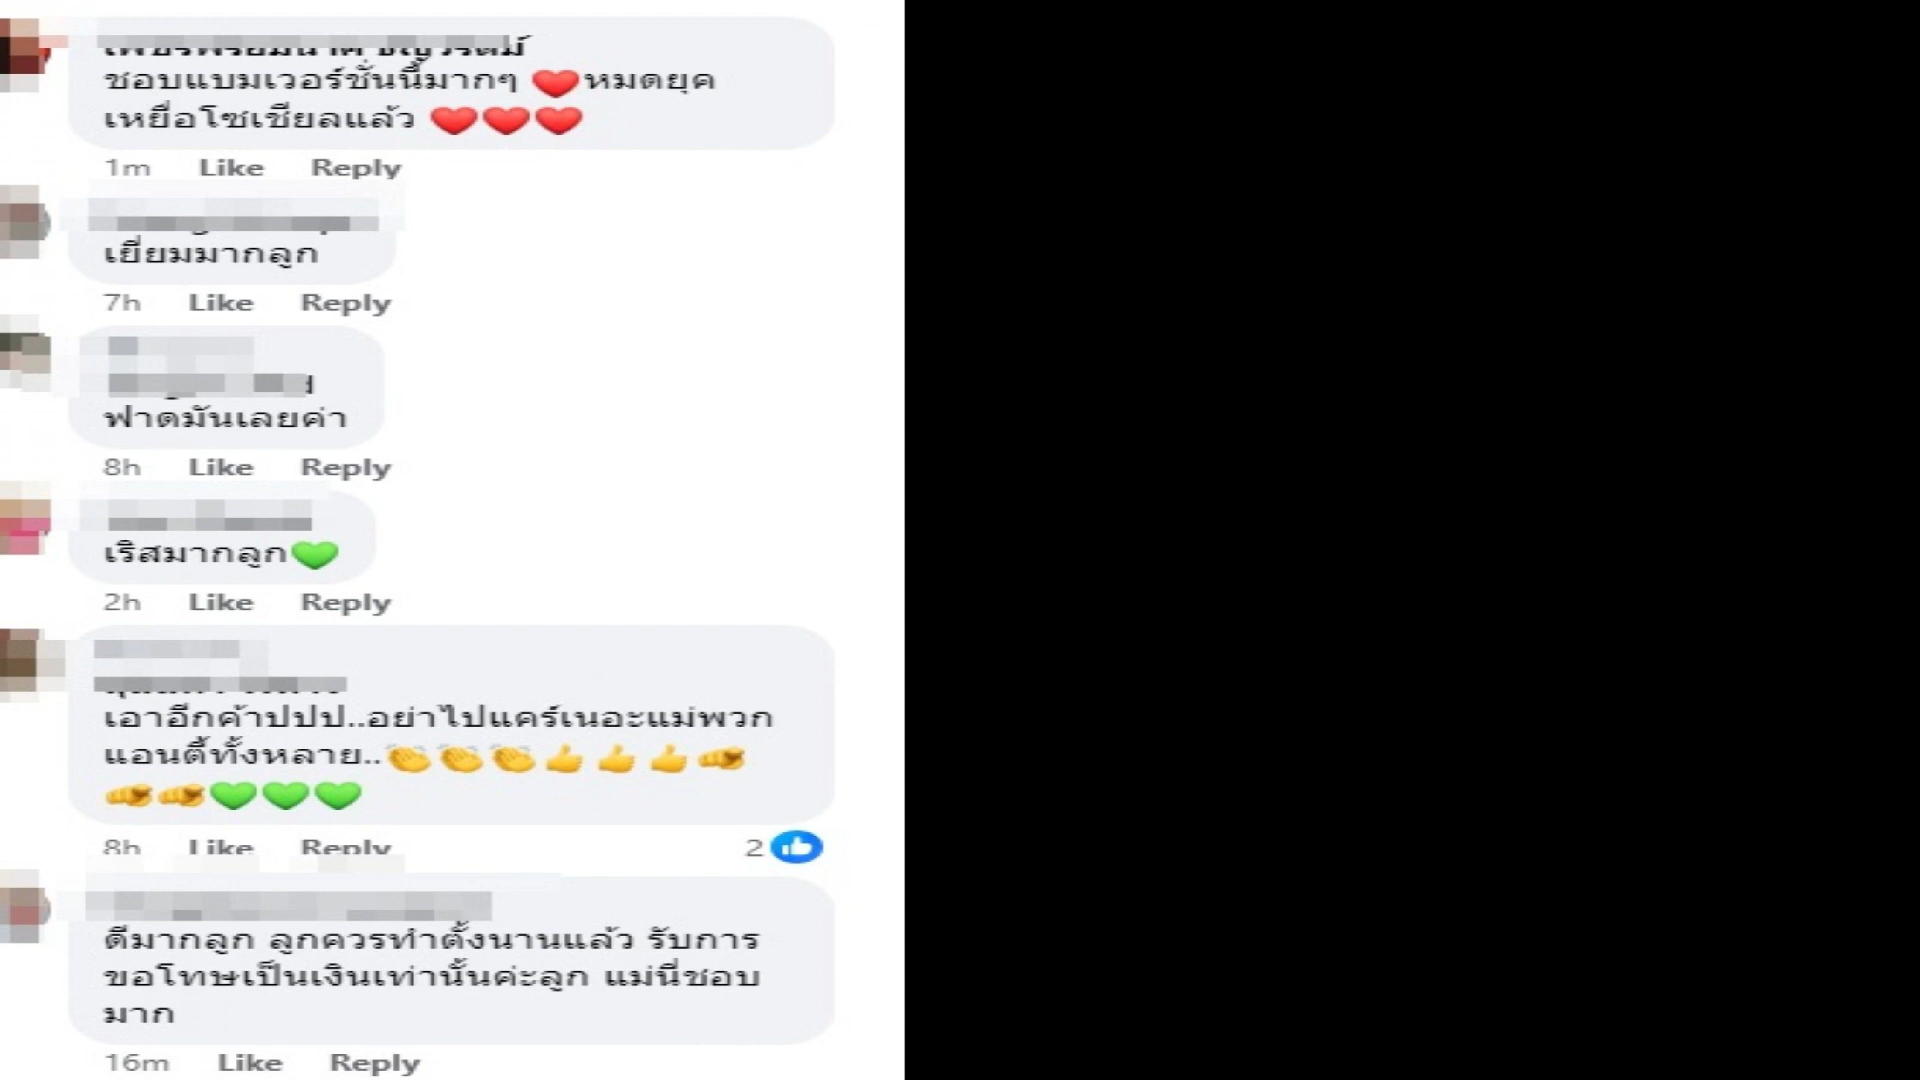 ชอบแบมเวอร์ชั่นนี้มากๆ ❤️หมดยุค
เหยื่อโซเชียลแล้ว ❤️❤️❤️
1m Like Reply
เยี่ยมมากลูก
7h Like Reply
ฟาดมันเลยค่า
8h Like Reply
เริสมากลูก💚
2h Like Reply
เอาอีกค้าปปป..อย่าไปแคร์เนอะแม่พวก
แอนตี้ทั้งหลาย..👏👏👏👍👍👍🫴
🫴🫴💚💚💚
8h Like Reply 2
ดีมากลูก ลูกควรทำตั้งนานแล้ว รับการ
ขอโทษเป็นเงินเท่านั้นค่ะลูก แม่นี่ชอบ
มาก
16m Like Reply